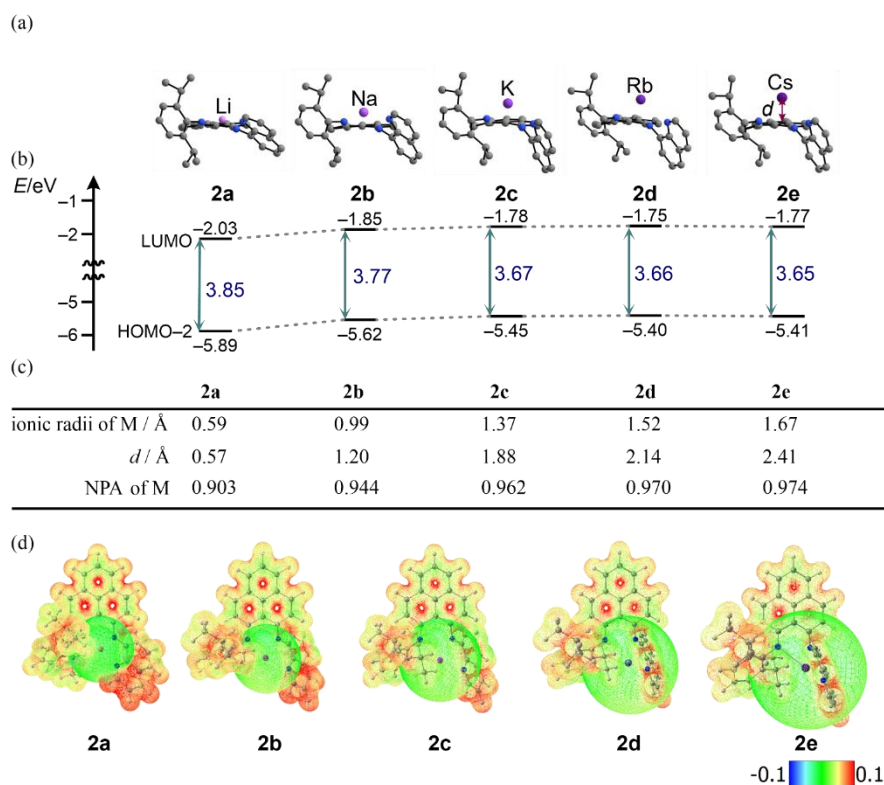 (a)
Li Na K Rb Cs
d
(b)
E/eV
2a 2b 2c 2d 2e
–1
–2
–5
–6
LUMO –2.03 –1.85 –1.78 –1.75 –1.77
3.85 3.77 3.67 3.66 3.65
HOMO–2 –5.89 –5.62 –5.45 –5.40 –5.41
(c)
2a 2b 2c 2d 2e
ionic radii of M / Å 0.59 0.99 1.37 1.52 1.67
d / Å 0.57 1.20 1.88 2.14 2.41
NPA of M 0.903 0.944 0.962 0.970 0.974
(d)
2a 2b 2c 2d 2e
-0.1 0.1